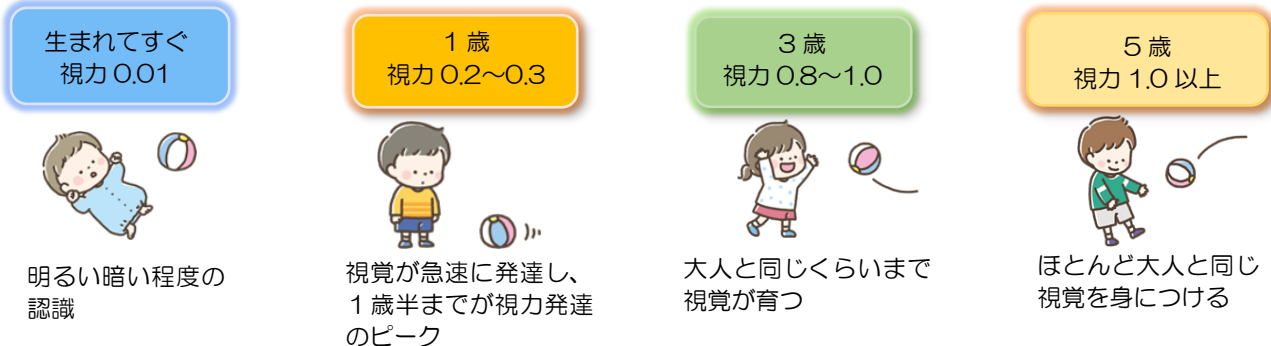 生まれてすぐ
視力 0.01
1 歳
視力 0.2～0.3
3 歳
視力 0.8～1.0
5 歳
視力 1.0 以上
明るい暗い程度の
認識
視覚が急速に発達し、
1 歳半までが視力発達
のピーク
大人と同じくらいまで
視覚が育つ
ほとんど大人と同じ
視覚を身につける